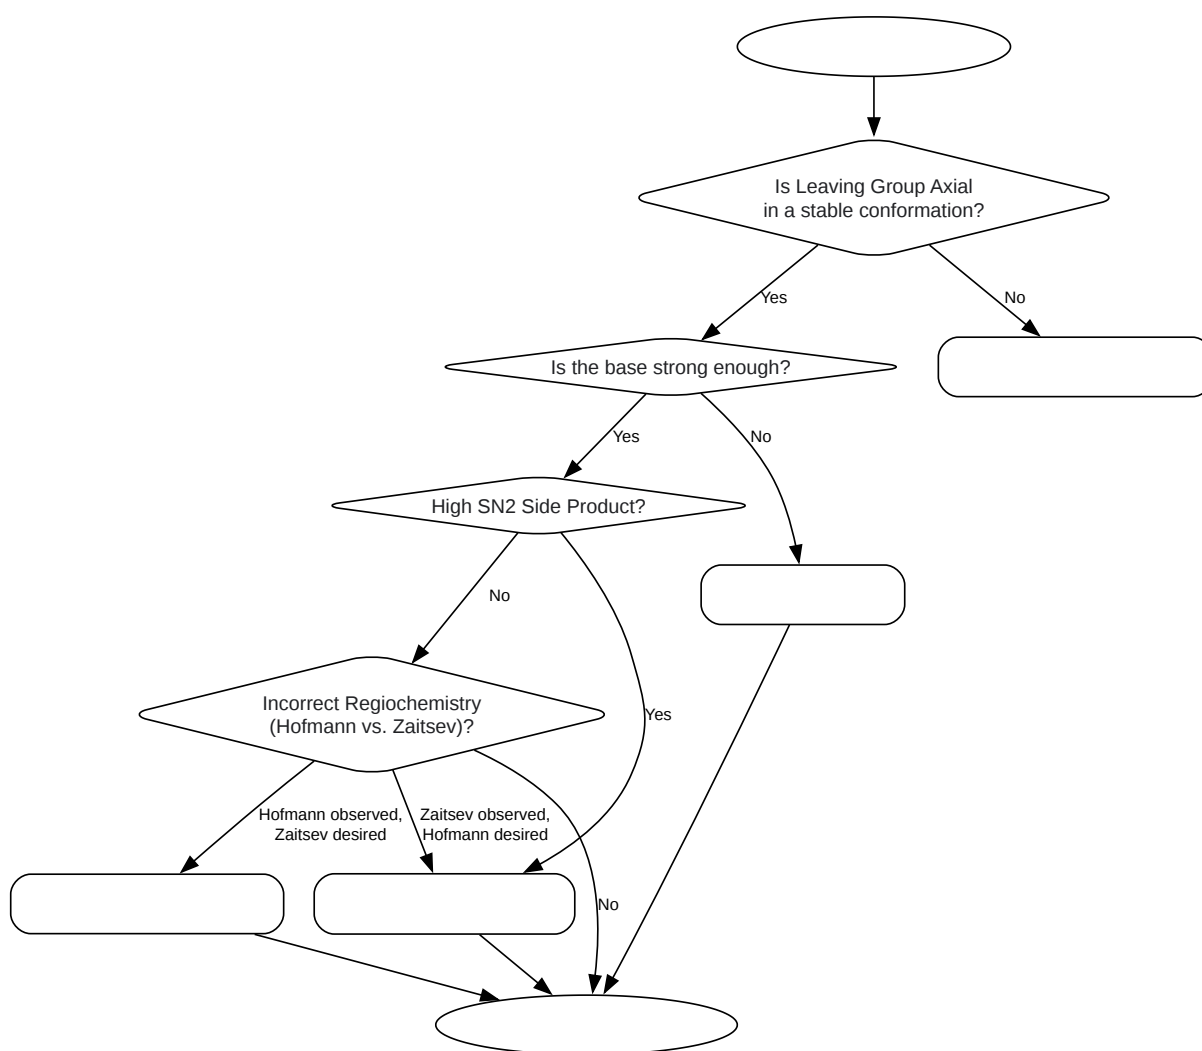 Is Leaving Group Axial
in a stable conformation?
Yes
No
Is the base strong enough?
Yes
No
High SN2 Side Product?
No
Yes
Incorrect Regiochemistry
(Hofmann vs. Zaitsev)?
Hofmann observed,
Zaitsev desired
Zaitsev observed,
Hofmann desired
No